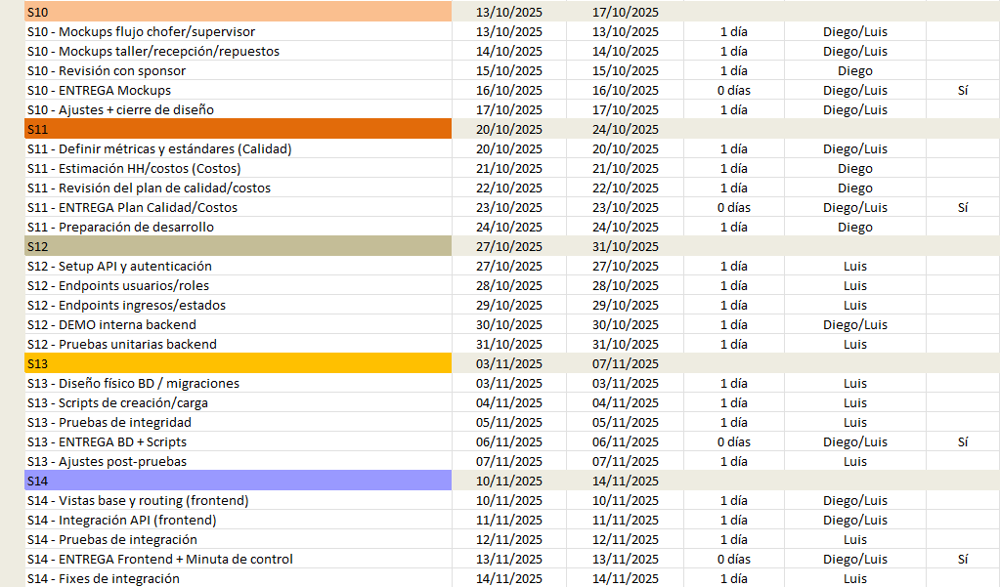 S10 13/10/2025 17/10/2025
S10 - Mockups flujo chofer/supervisor 13/10/2025 13/10/2025 1 día Diego/Luis
S10 - Mockups taller/recepción/repuestos 14/10/2025 14/10/2025 1 día Diego/Luis
S10 - Revisión con sponsor 15/10/2025 15/10/2025 1 día Diego
S10 - ENTREGA Mockups 16/10/2025 16/10/2025 0 días Diego/Luis Sí
S10 - Ajustes + cierre de diseño 17/10/2025 17/10/2025 1 día Diego/Luis
S11 20/10/2025 24/10/2025
S11 - Definir métricas y estándares (Calidad) 20/10/2025 20/10/2025 1 día Diego/Luis
S11 - Estimación HH/costos (Costos) 21/10/2025 21/10/2025 1 día Diego
S11 - Revisión del plan de calidad/costos 22/10/2025 22/10/2025 1 día Diego
S11 - ENTREGA Plan Calidad/Costos 23/10/2025 23/10/2025 0 días Diego/Luis Sí
S11 - Preparación de desarrollo 24/10/2025 24/10/2025 1 día Diego
S12 27/10/2025 31/10/2025
S12 - Setup API y autenticación 27/10/2025 27/10/2025 1 día Luis
S12 - Endpoints usuarios/roles 28/10/2025 28/10/2025 1 día Luis
S12 - Endpoints ingresos/estados 29/10/2025 29/10/2025 1 día Luis
S12 - DEMO interna backend 30/10/2025 30/10/2025 1 día Diego/Luis
S12 - Pruebas unitarias backend 31/10/2025 31/10/2025 1 día Luis
S13 03/11/2025 07/11/2025
S13 - Diseño físico BD / migraciones 03/11/2025 03/11/2025 1 día Luis
S13 - Scripts de creación/carga 04/11/2025 04/11/2025 1 día Luis
S13 - Pruebas de integridad 05/11/2025 05/11/2025 1 día Luis
S13 - ENTREGA BD + Scripts 06/11/2025 06/11/2025 0 días Diego/Luis Sí
S13 - Ajustes post-pruebas 07/11/2025 07/11/2025 1 día Luis
S14 10/11/2025 14/11/2025
S14 - Vistas base y routing (frontend) 10/11/2025 10/11/2025 1 día Diego/Luis
S14 - Integración API (frontend) 11/11/2025 11/11/2025 1 día Diego/Luis
S14 - Pruebas de integración 12/11/2025 12/11/2025 1 día Luis
S14 - ENTREGA Frontend + Minuta de control 13/11/2025 13/11/2025 0 días Diego/Luis Sí
S14 - Fixes de integración 14/11/2025 14/11/2025 1 día Luis